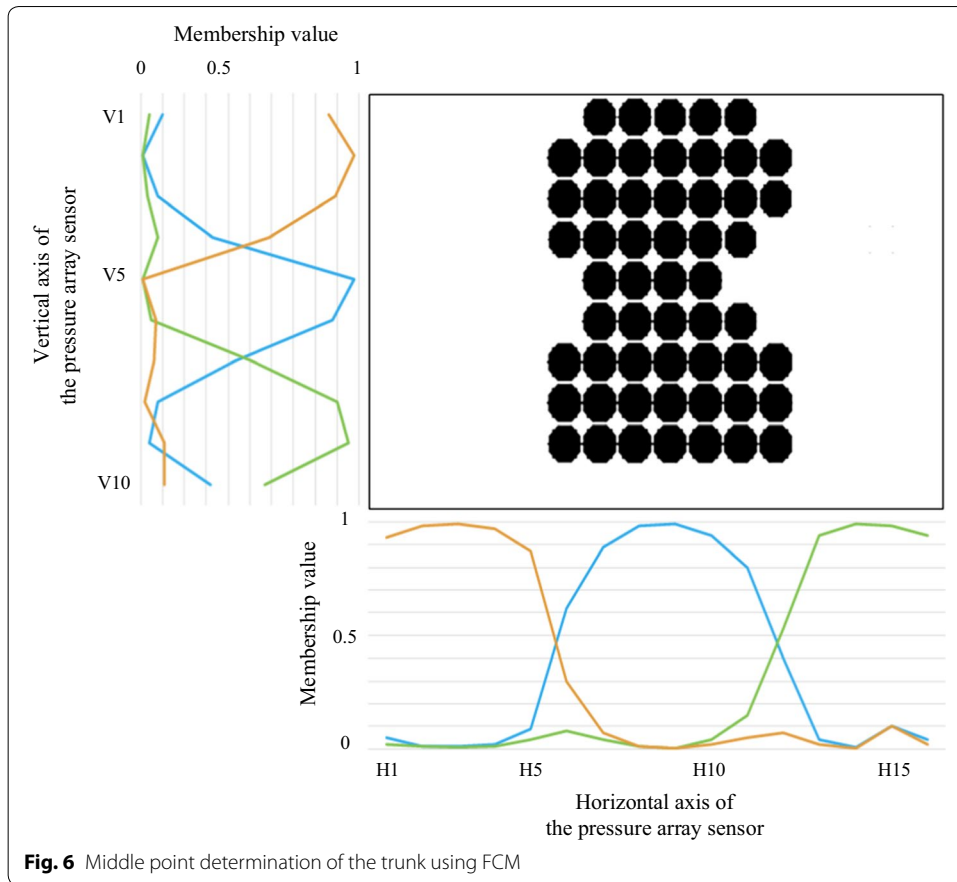 Membership value
0 0.5 1
V1
V5
V10
Vertical axis of
the pressure array sensor
1
0.5
0
Membership value
H1 H5 H10 H15
Horizontal axis of
the pressure array sensor
Fig. 6 Middle point determination of the trunk using FCM